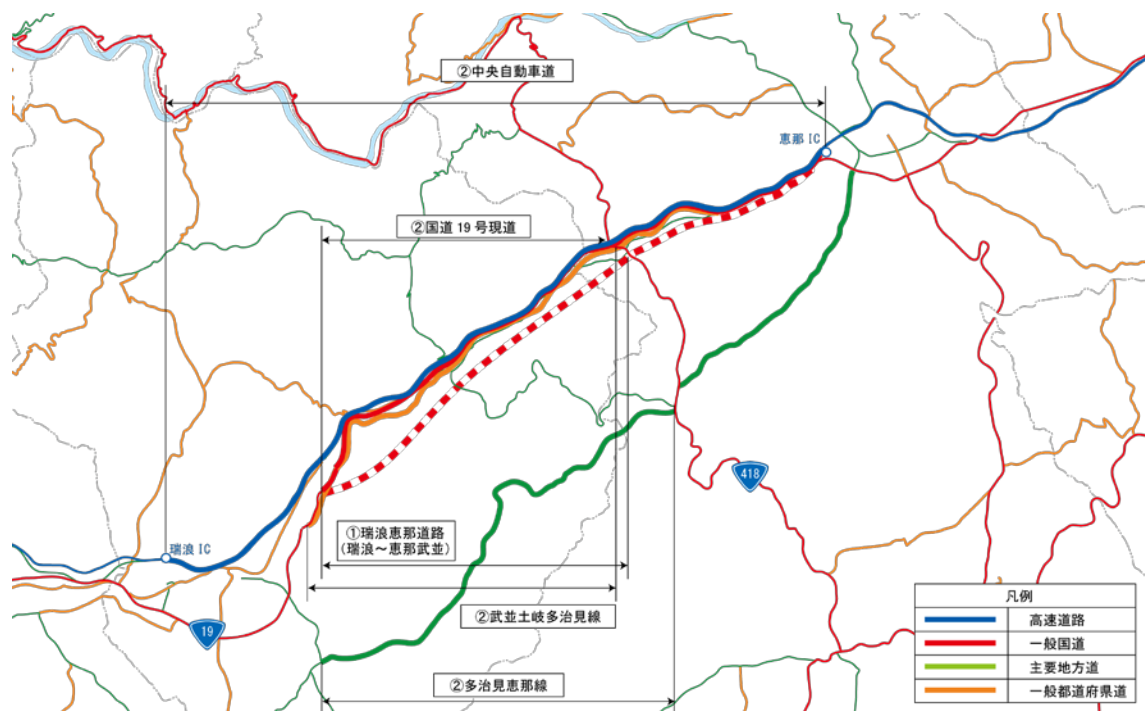 ②中央自動車道
恵那 IC
②国道 19 号現道
①瑞浪恵那道路
(瑞浪～恵那武並)
瑞浪 IC
418
②武並土岐多治見線
19
②多治見恵那線
凡例
高速道路
一般国道
主要地方道
一般都道府県道